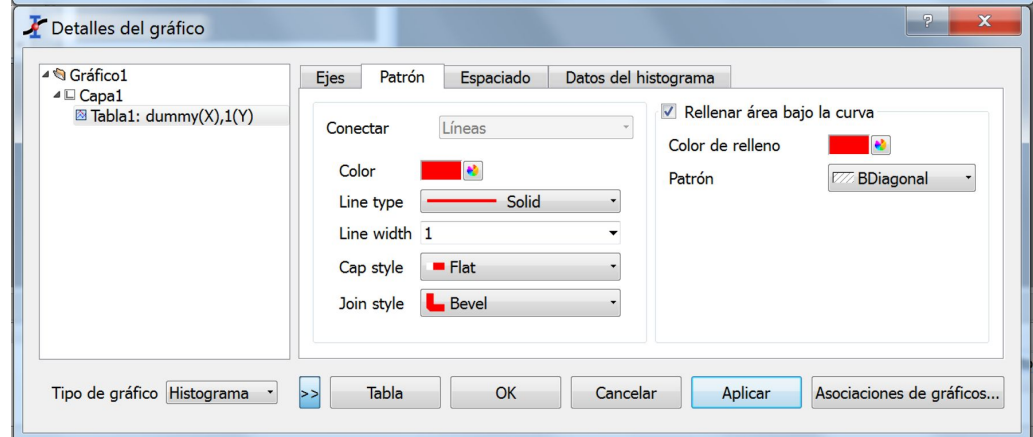 Detalles del gráfico
?
x
Gráfico1
Capa1
Tabla1: dummy(X),1(Y)
Ejes Patrón Espaciado Datos del histograma
Conectar Líneas
Color
Line type Solid
Line width 1
Cap style Flat
Join style Bevel
Rellenar área bajo la curva
Color de relleno
Patrón BDiagonal
Tipo de gráfico Histograma >> Tabla OK Cancelar Aplicar Asociaciones de gráficos...